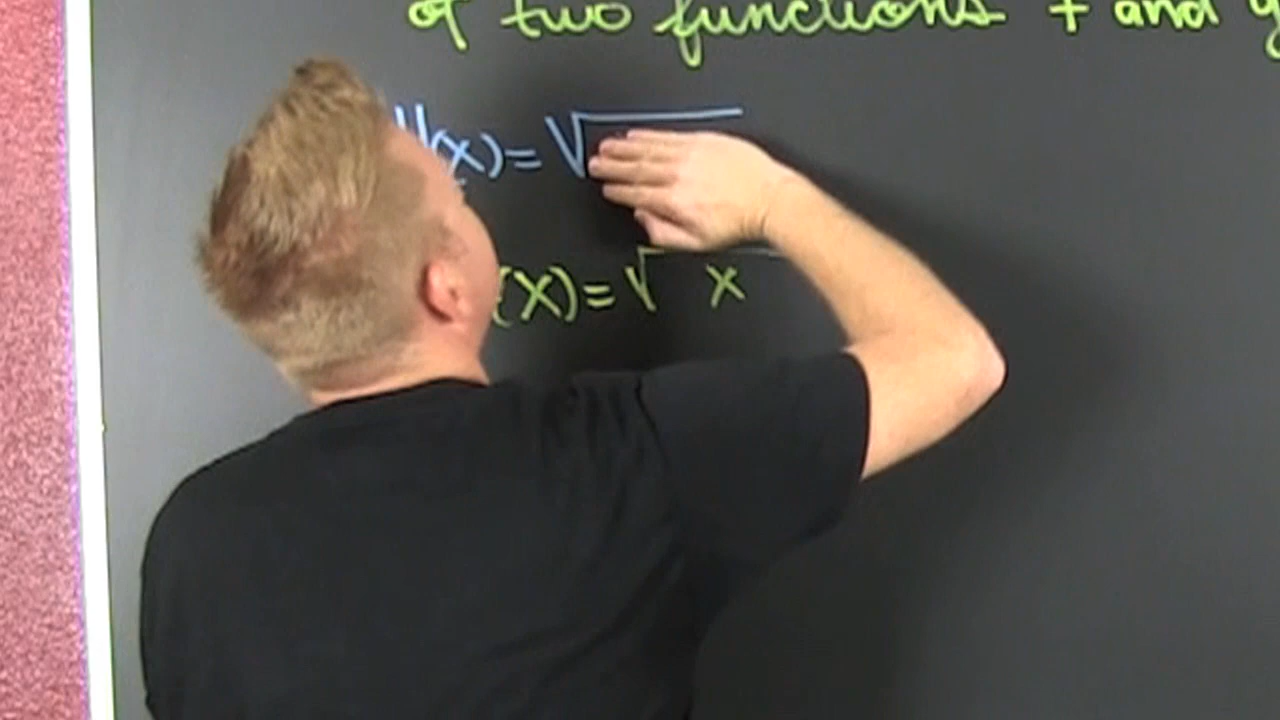 of two functions f and g
H(x) = √
(x) = √ x